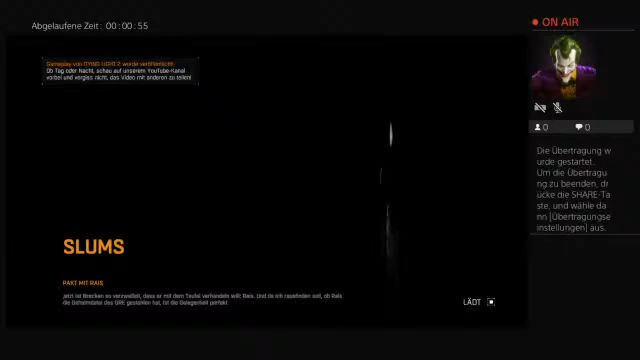 Abgelaufene Zeit: 00:00:55
ON AIR
Gameplay von DYING LIGHT 2 wurde veröffentlicht!
Ob Tag oder Nacht, schau auf unserem YouTube-Kanal
vorbei und vergiss nicht, das Video mit anderen zu teilen!
0 0
Die Übertragung w
urde gestartet.
Um die Übertragu
ng zu beenden, dr
ücke die SHARE-Ta
ste, und wähle da
nn [Übertragungse
instellungen] aus.
SLUMS
PAKT MIT RAIS
Jetzt ist Brecken so verzweifelt, dass er mit dem Teufel verhandeln will: Rais. Und da ich rausfinden soll, ob Rais
die Geheimdatei des GRE gestohlen hat, ist die Gelegenheit perfekt.
LÄDT